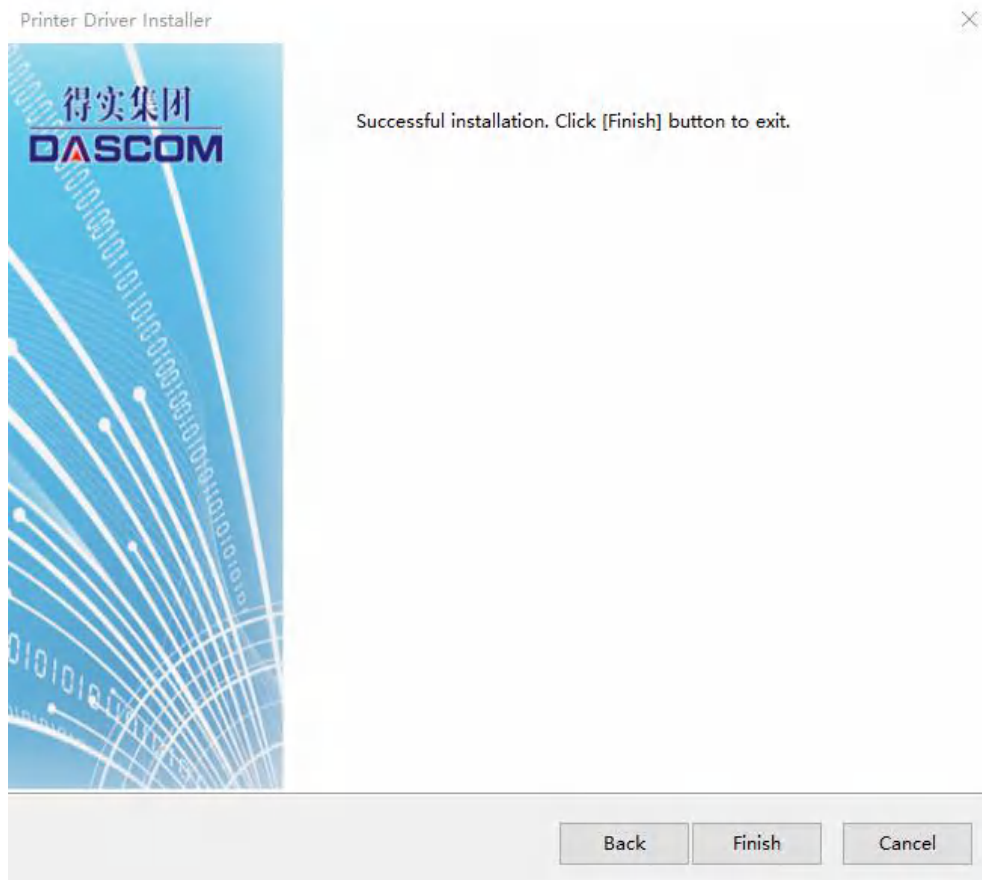 Printer Driver Installer
得实集团
DASCOM
Successful installation. Click [Finish] button to exit.
Back
Finish
Cancel